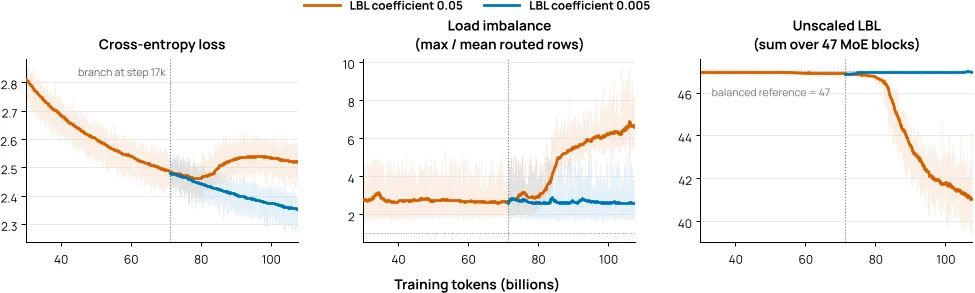 LBL coefficient 0.05 LBL coefficient 0.005
Cross-entropy loss
branch at step 17k
2.8
2.7
2.6
2.5
2.4
2.3
40 60 80 100
Load imbalance
(max / mean routed rows)
10
8
6
4
2
40 60 80 100
Training tokens (billions)
Unscaled LBL
(sum over 47 MoE blocks)
balanced reference = 47
46
44
42
40
40 60 80 100